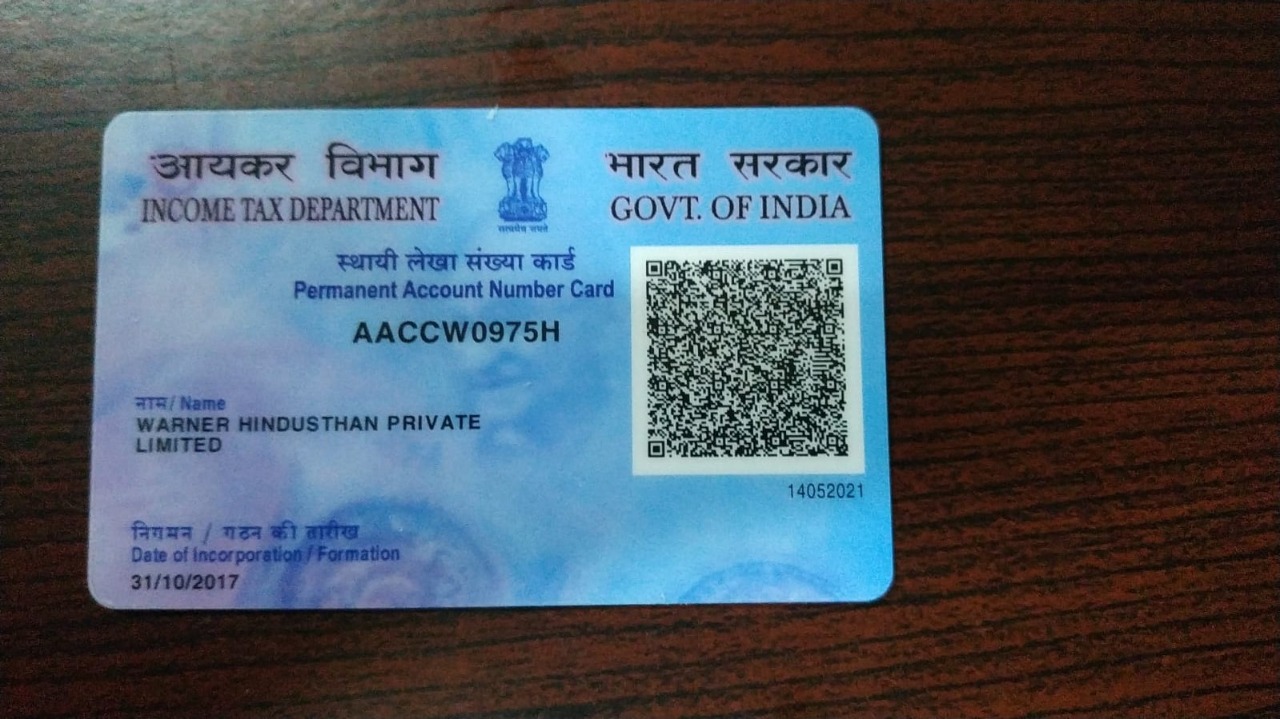 आयकर विभाग
INCOME TAX DEPARTMENT
सत्यमेव जयते
भारत सरकार
GOVT. OF INDIA
स्थायी लेखा संख्या कार्ड
Permanent Account Number Card
AACCW0975H
नाम/ Name
WARNER HINDUSTHAN PRIVATE
LIMITED
14052021
निगमन / गठन की तारीख
Date of Incorporation / Formation
31/10/2017